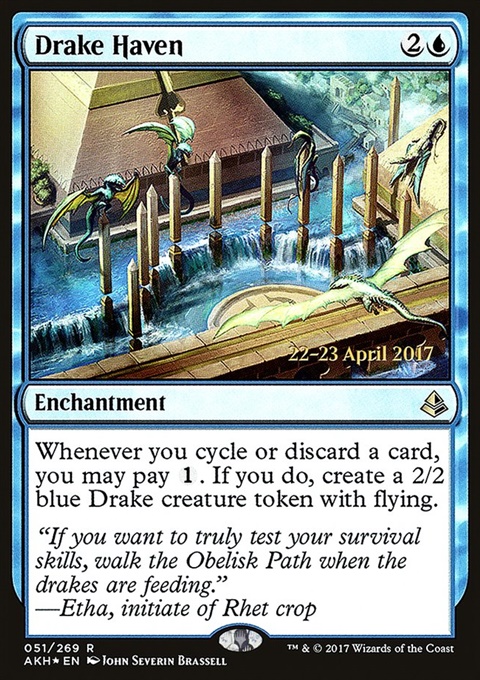 Drake Haven 2
22-23 April 2017
Enchantment
Whenever you cycle or discard a card,
you may pay 1. If you do, create a 2/2
blue Drake creature token with flying.
“If you want to truly test your survival
skills, walk the Obelisk Path when the
drakes are feeding.”
—Etha, initiate of Rhet crop
051/269 R
™ & © 2017 Wizards of the Coast
AKH★EN John Severin Brassell